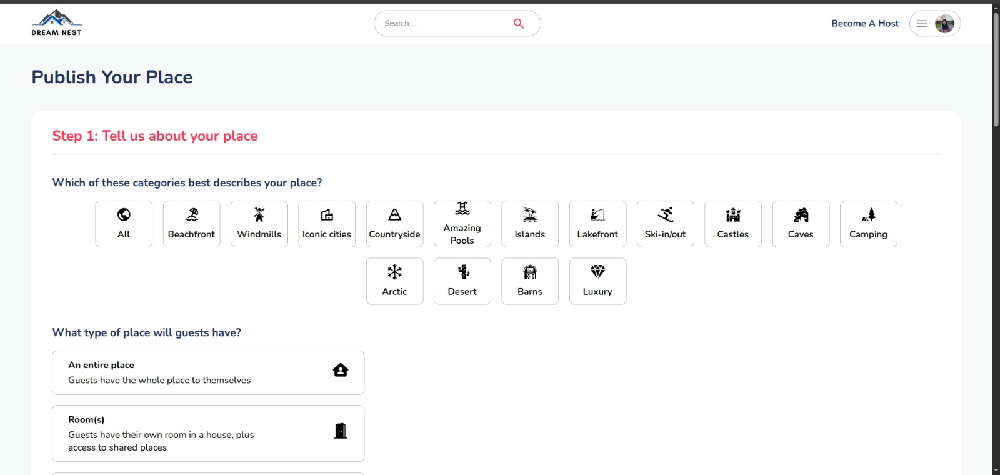 DREAM NEST
Search ...
Become A Host
Publish Your Place
Step 1: Tell us about your place
Which of these categories best describes your place?
All
Beachfront
Windmills
Iconic cities
Countryside
Amazing
Pools
Islands
Lakefront
Ski-in/out
Castles
Caves
Camping
Arctic
Desert
Barns
Luxury
What type of place will guests have?
An entire place
Guests have the whole place to themselves
Room(s)
Guests have their own room in a house, plus
access to shared places